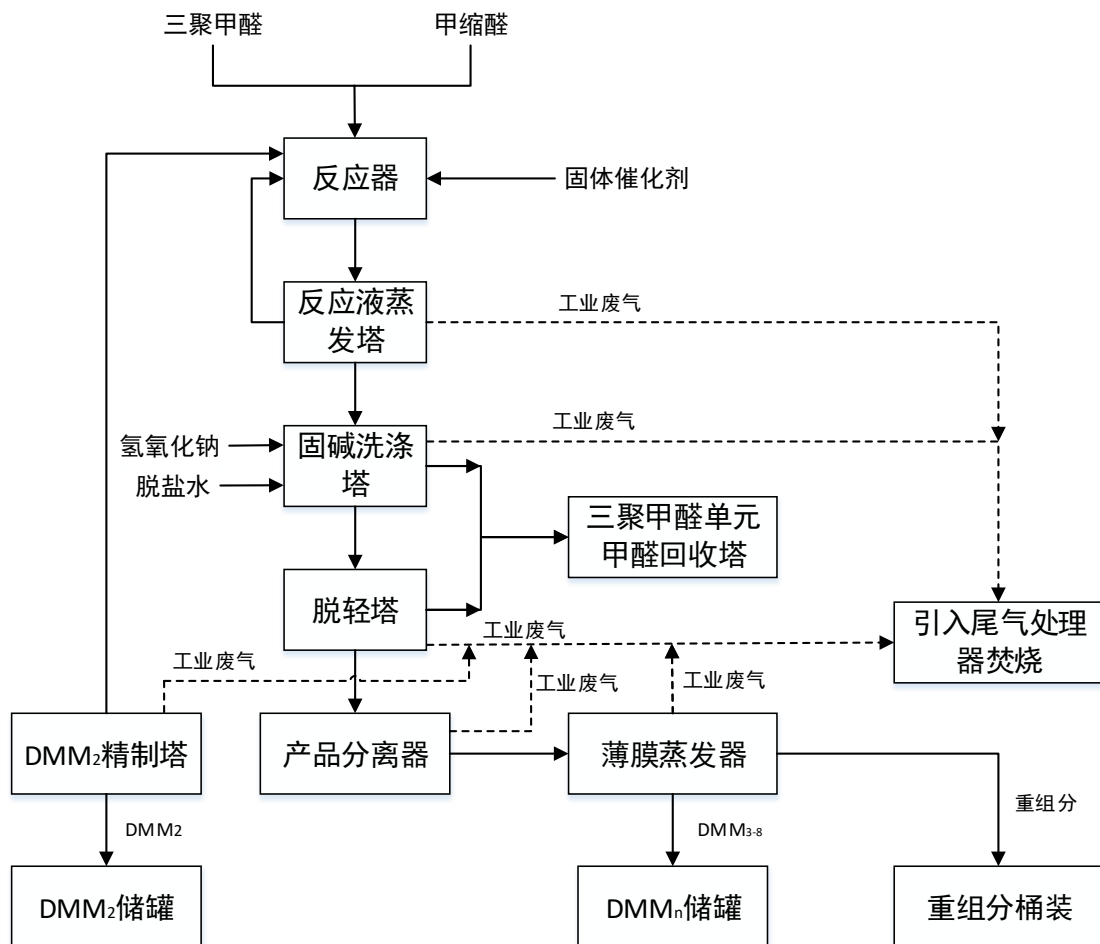 三聚甲醛
甲缩醛
反应器
固体催化剂
反应液蒸
发塔
工业废气
氢氧化钠
脱盐水
固碱洗涤
塔
工业废气
三聚甲醛单元
甲醛回收塔
脱轻塔
工业废气
引入尾气处理
器焚烧
工业废气
工业废气
工业废气
DMM₂精制塔
产品分离器
薄膜蒸发器
DMM2
DMM₃₋₈
重组分
DMM₂储罐
DMMₙ储罐
重组分桶装